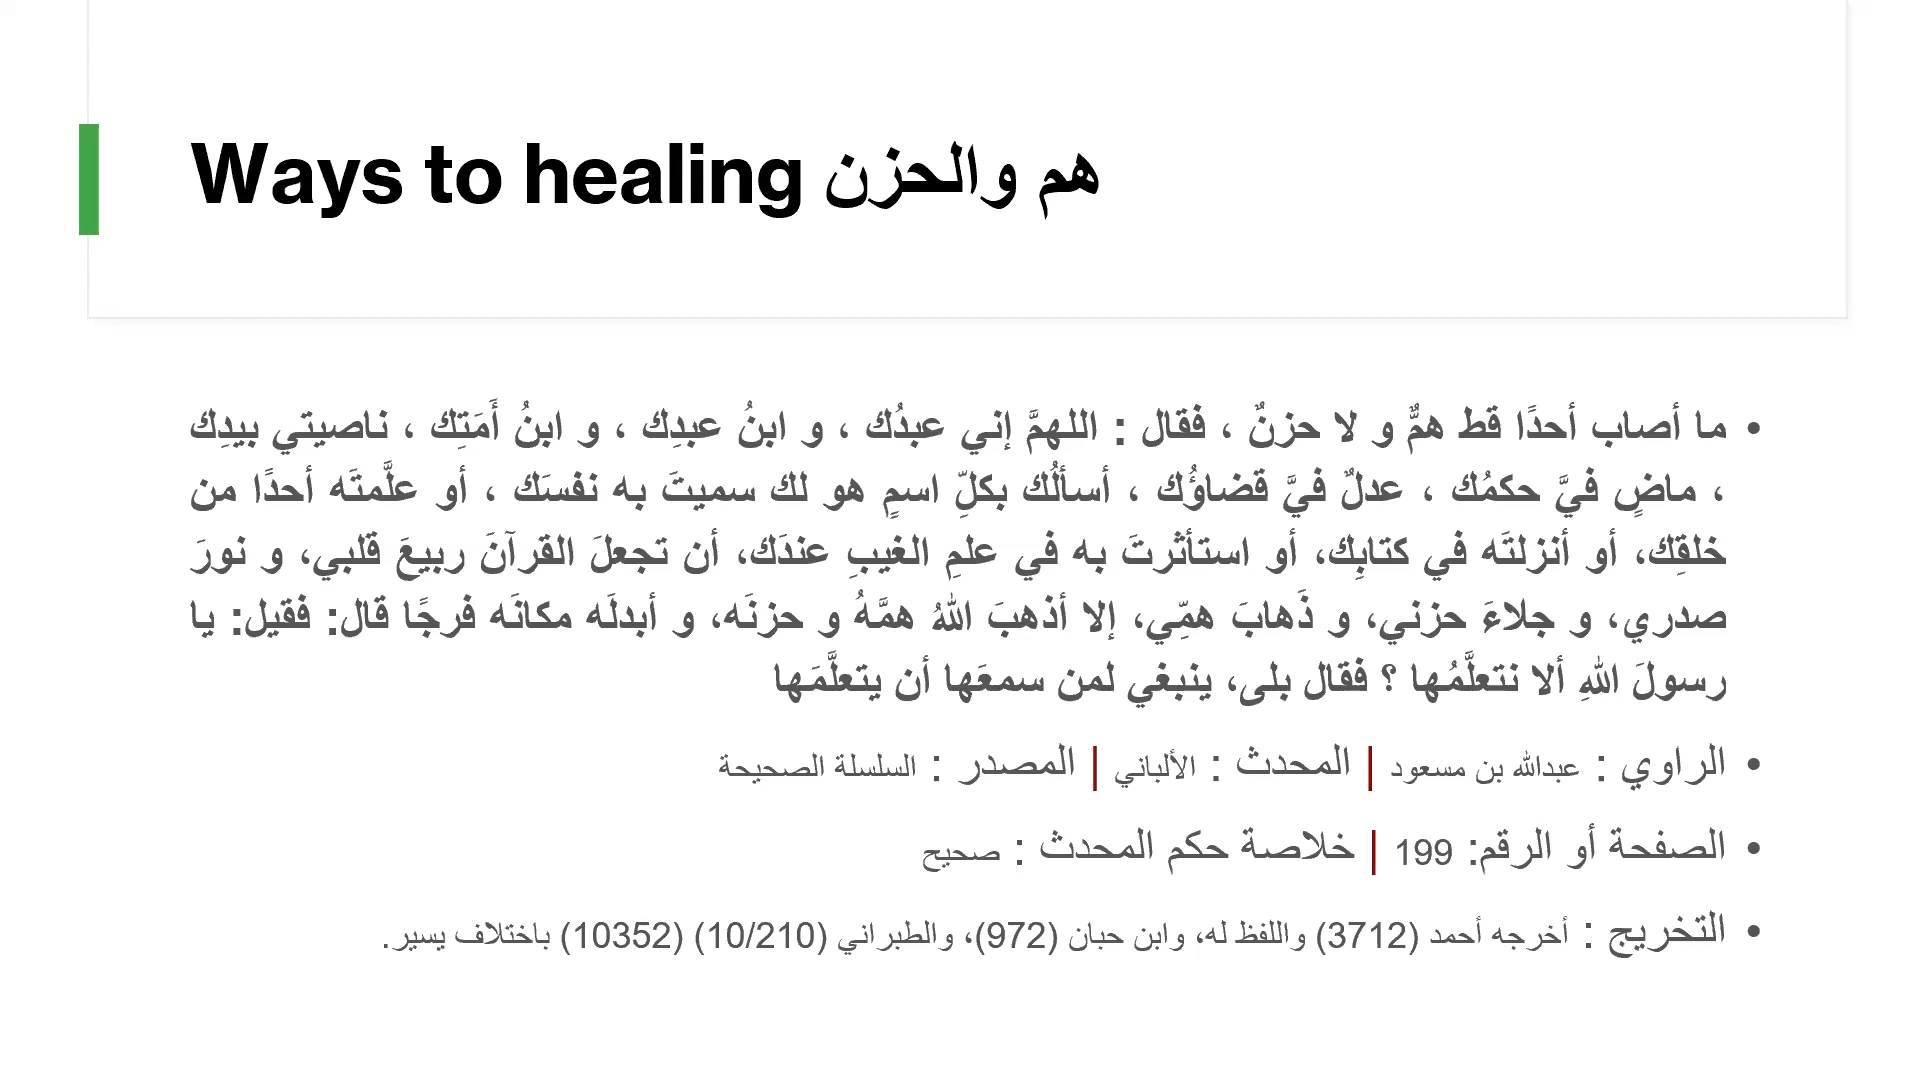 Ways to healing هم والحزن
• ما أصاب أحدًا قط همٌّ و لا حزنٌ ، فقال : اللهمَّ إني عبدُك ، و ابنُ عبدِك ، و ابنُ أَمَتِك ، ناصيتي بيدِك
، ماضٍ فيَّ حكمُك ، عدلٌ فيَّ قضاؤُك ، أسألُك بكلِّ اسمٍ هو لك سميتَ به نفسَك ، أو علَّمتَه أحدًا من
خلقِك، أو أنزلتَه في كتابِك، أو استأثرتَ به في علمِ الغيبِ عندَك، أن تجعلَ القرآنَ ربيعَ قلبي، و نورَ
صدري، و جلاءَ حزني، و ذَهابَ همِّي، إلا أذهبَ اللهُ همَّهُ و حزنَه، و أبدلَه مكانَه فرجًا قال: فقيل: يا
رسولَ اللهِ ألا نتعلَّمُها ؟ فقال بلى، ينبغي لمن سمعَها أن يتعلَّمَها
• الراوي : عبدالله بن مسعود | المحدث : الألباني | المصدر : السلسلة الصحيحة
• الصفحة أو الرقم: 199 | خلاصة حكم المحدث : صحيح
• التخريج : أخرجه أحمد (3712) واللفظ له، وابن حبان (972)، والطبراني (10/210) (10352) باختلاف يسير.